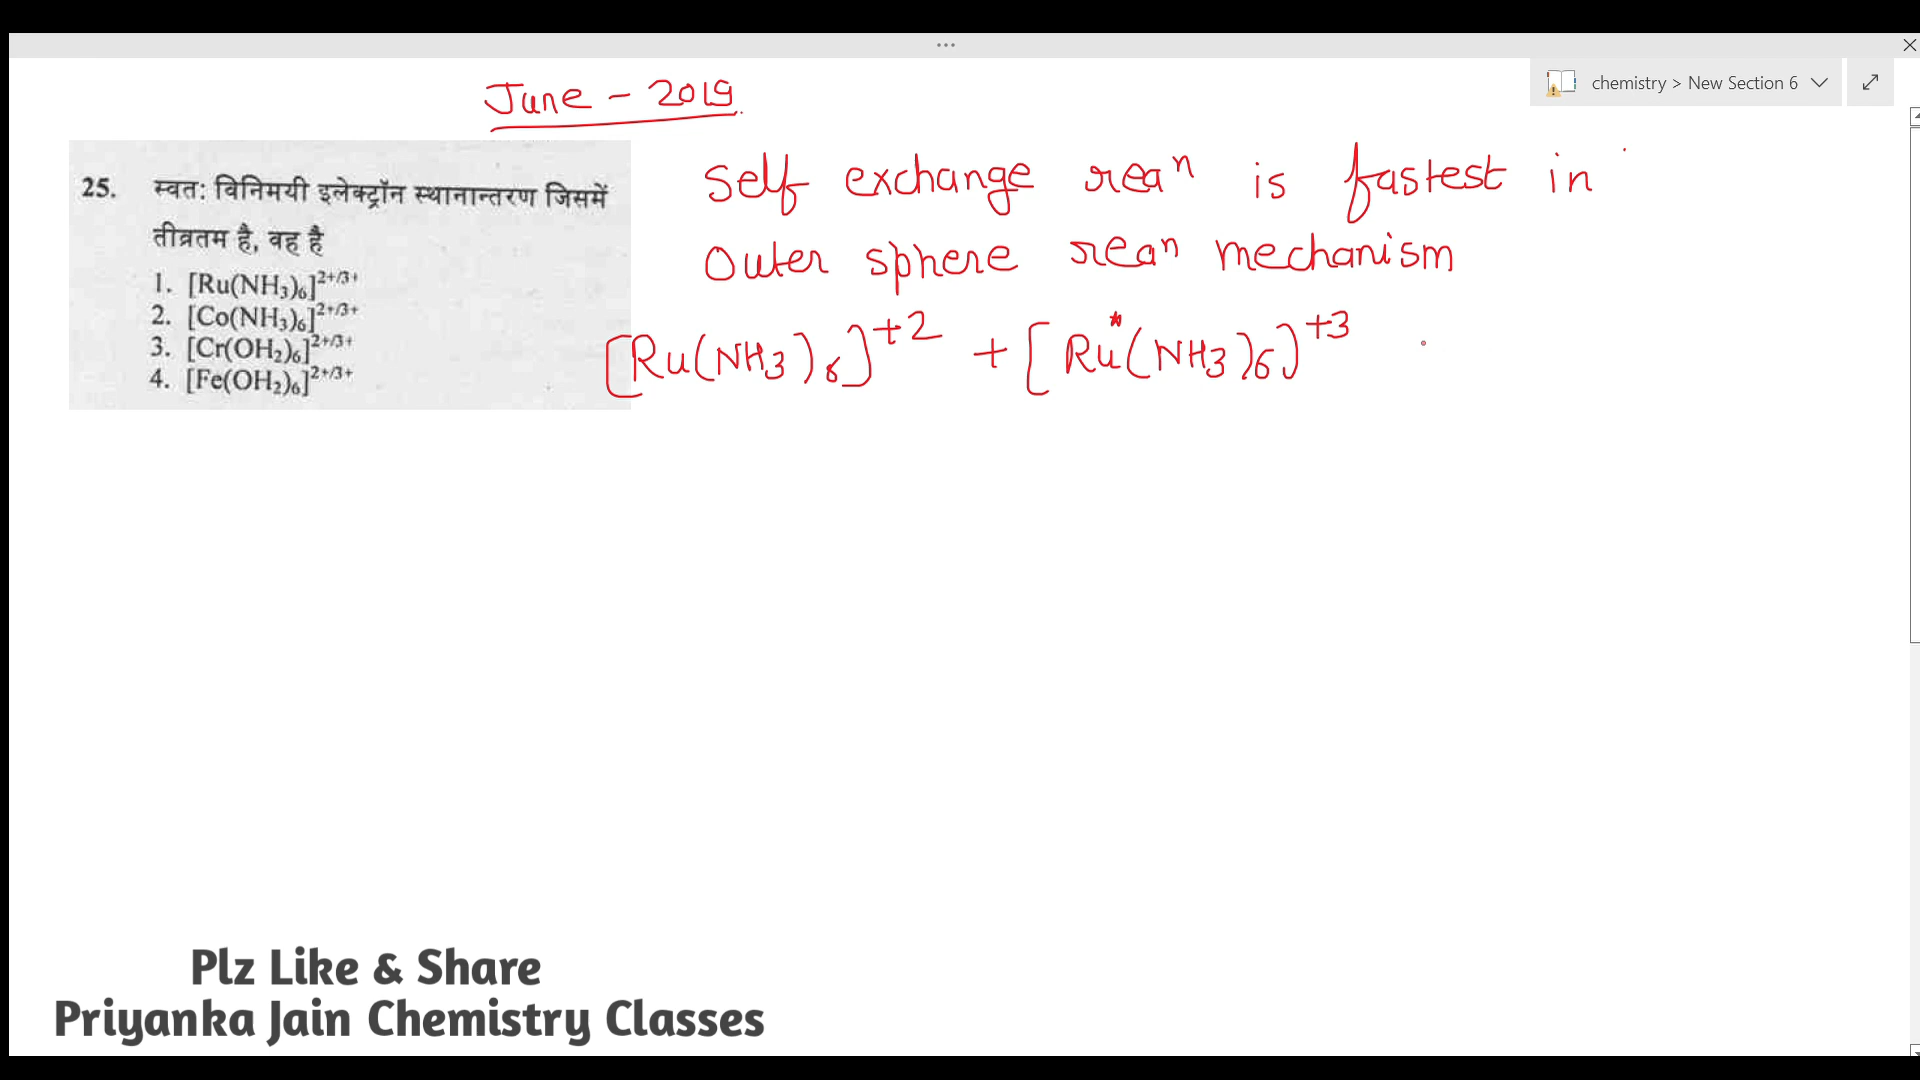 ...
chemistry > New Section 6
June - 2019
25. स्वत: विनिमयी इलेक्ट्रॉन स्थानान्तरण जिसमें
तीव्रतम है, वह है
1. [Ru(NH₃)₆]²⁺/³⁺
2. [Co(NH₃)₆]²⁺/³⁺
3. [Cr(OH₂)₆]²⁺/³⁺
4. [Fe(OH₂)₆]²⁺/³⁺
Self exchange reaⁿ is fastest in
outer sphere reaⁿ mechanism
[Ru(NH₃)₆]⁺² + [Ru*(NH₃)₆]⁺³
Plz Like & Share
Priyanka Jain Chemistry Classes